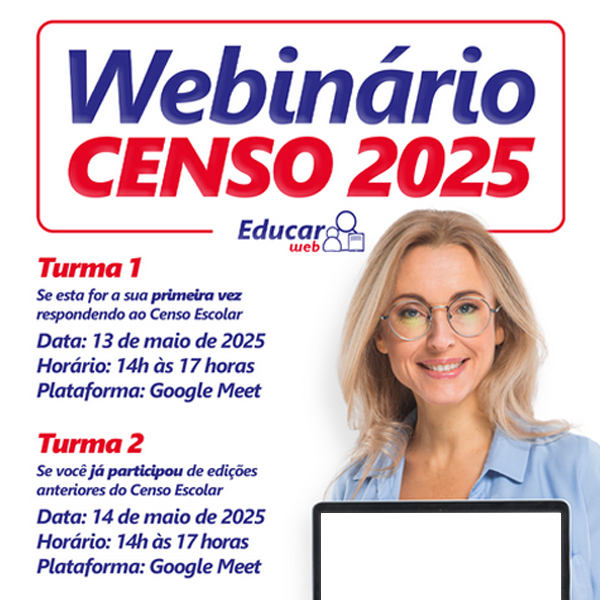 Webinário
CENSO 2025
Educar
web
Turma 1
Se esta for a sua primeira vez
respondendo ao Censo Escolar
Data: 13 de maio de 2025
Horário: 14h às 17 horas
Plataforma: Google Meet
Turma 2
Se você já participou de edições
anteriores do Censo Escolar
Data: 14 de maio de 2025
Horário: 14h às 17 horas
Plataforma: Google Meet